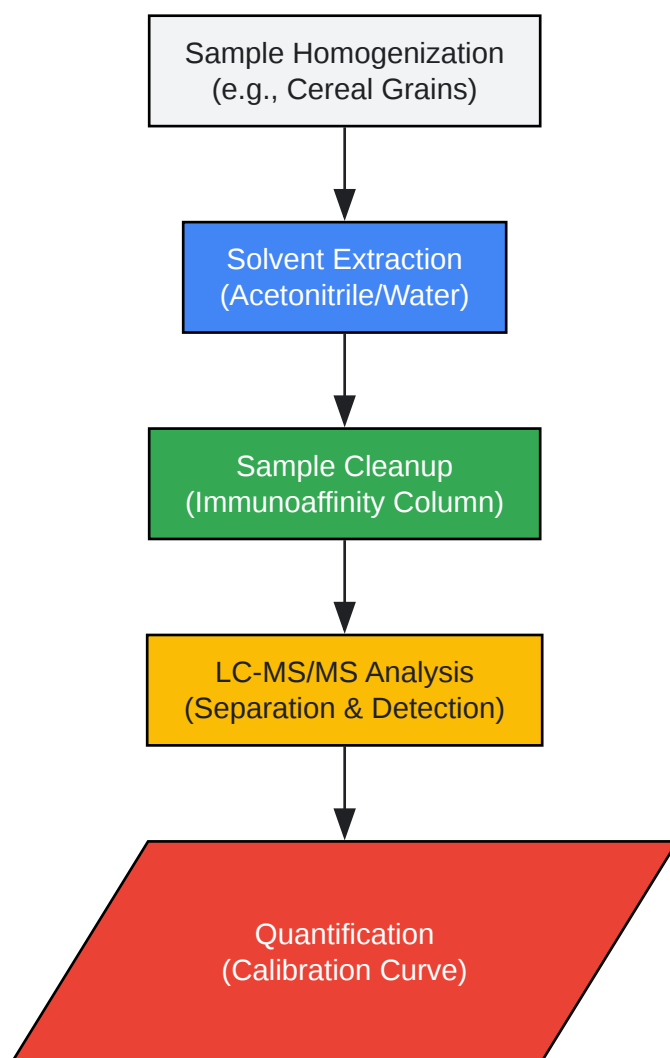 Sample Homogenization
(e.g., Cereal Grains)
Solvent Extraction
(Acetonitrile/Water)
Sample Cleanup
(Immunoaffinity Column)
LC-MS/MS Analysis
(Separation & Detection)
Quantification
(Calibration Curve)